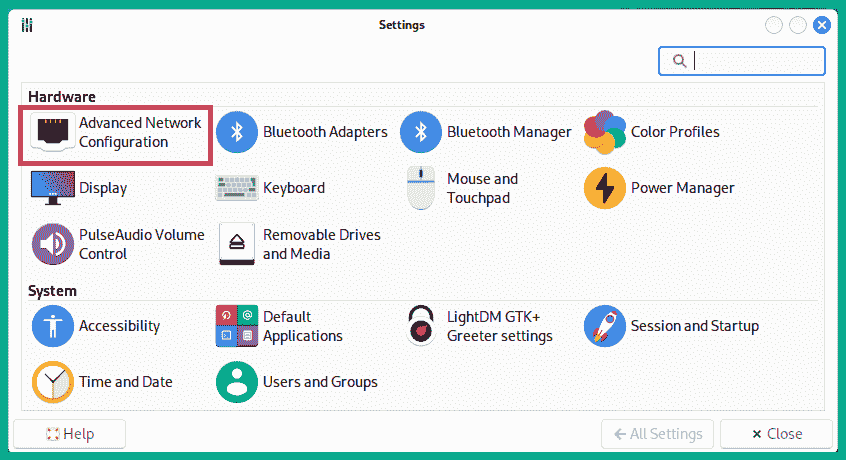 Settings
Hardware
Advanced Network
Configuration
Bluetooth Adapters
Bluetooth Manager
Color Profiles
Display
Keyboard
Mouse and
Touchpad
Power Manager
PulseAudio Volume
Control
Removable Drives
and Media
System
Accessibility
Default
Applications
LightDM GTK+
Greeter settings
Session and Startup
Time and Date
Users and Groups
Help
All Settings
Close